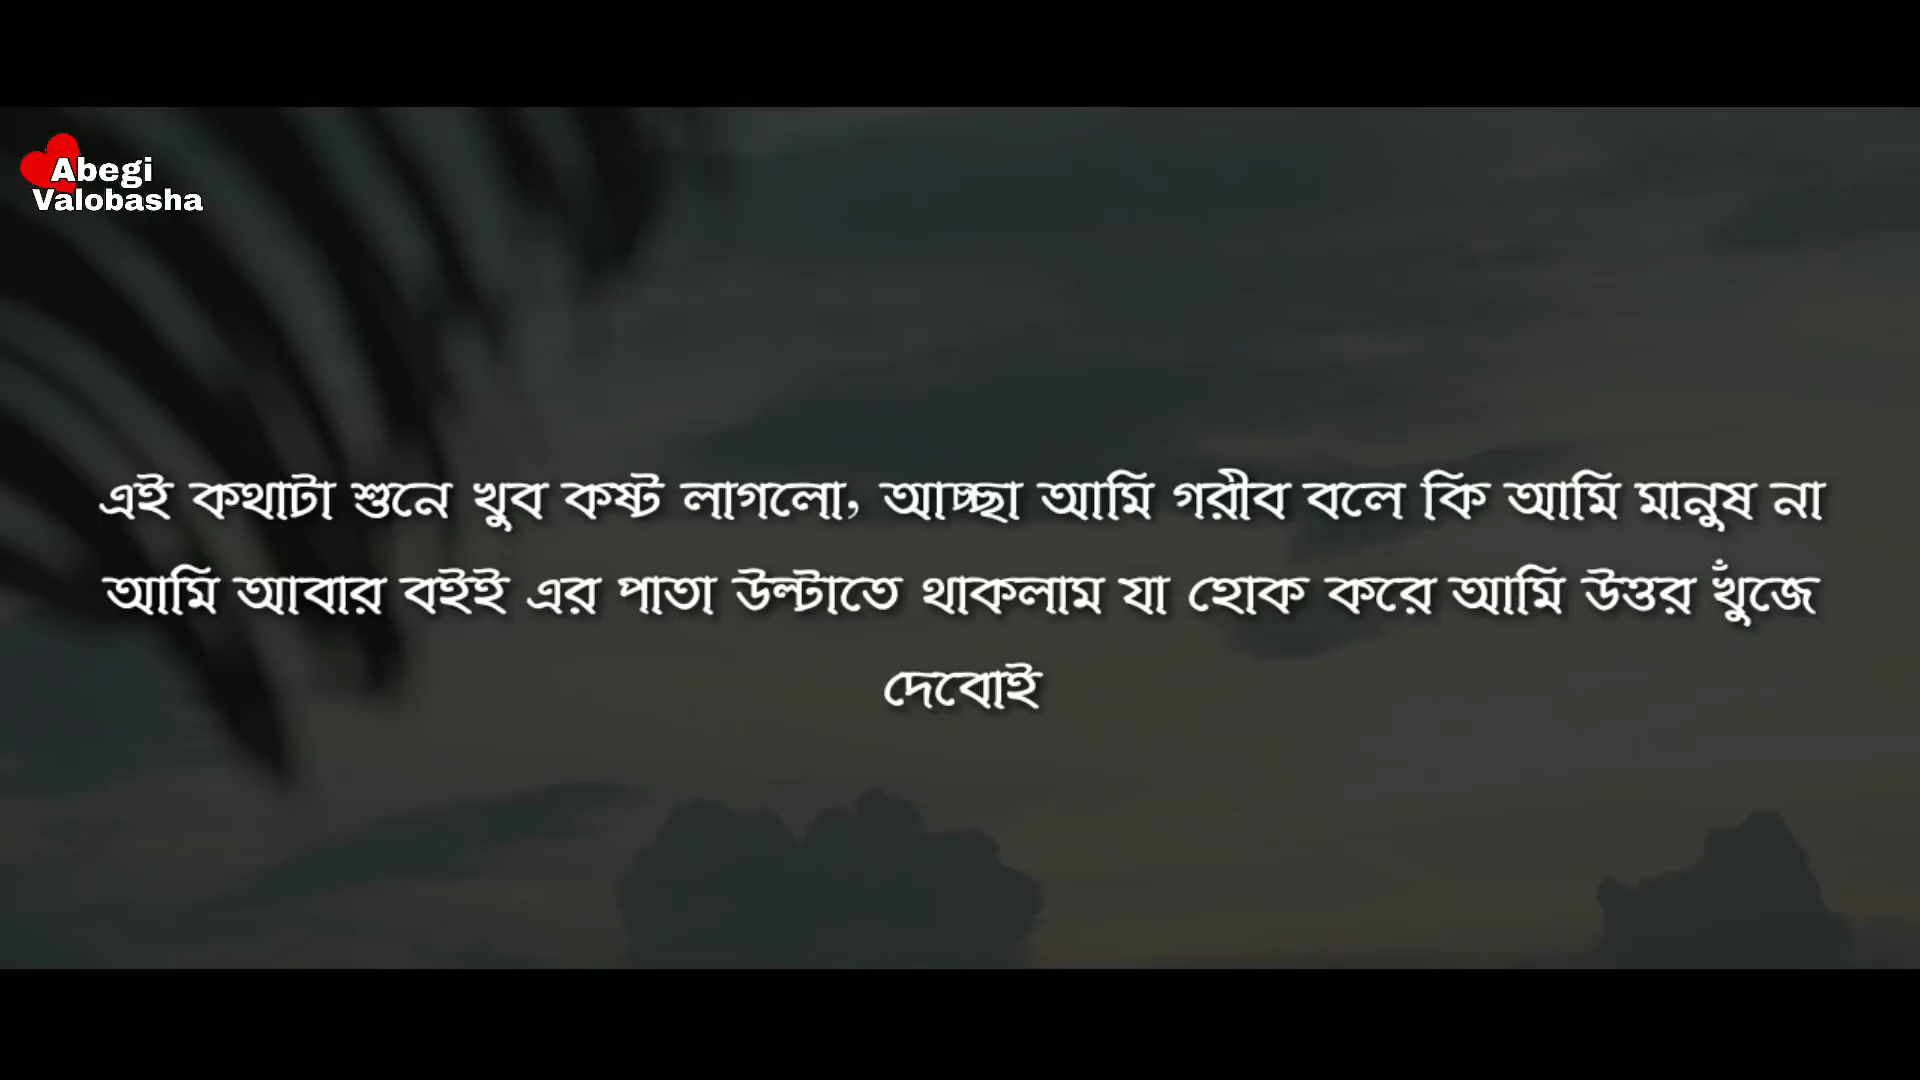 Abegi
Valobasha
এই কথাটা শুনে খুব কষ্ট লাগলো, আচ্ছা আমি গরীব বলে কি আমি মানুষ না
আমি আবার বইই এর পাতা উল্টাতে থাকলাম যা হোক করে আমি উত্তর খুঁজে
দেবোই